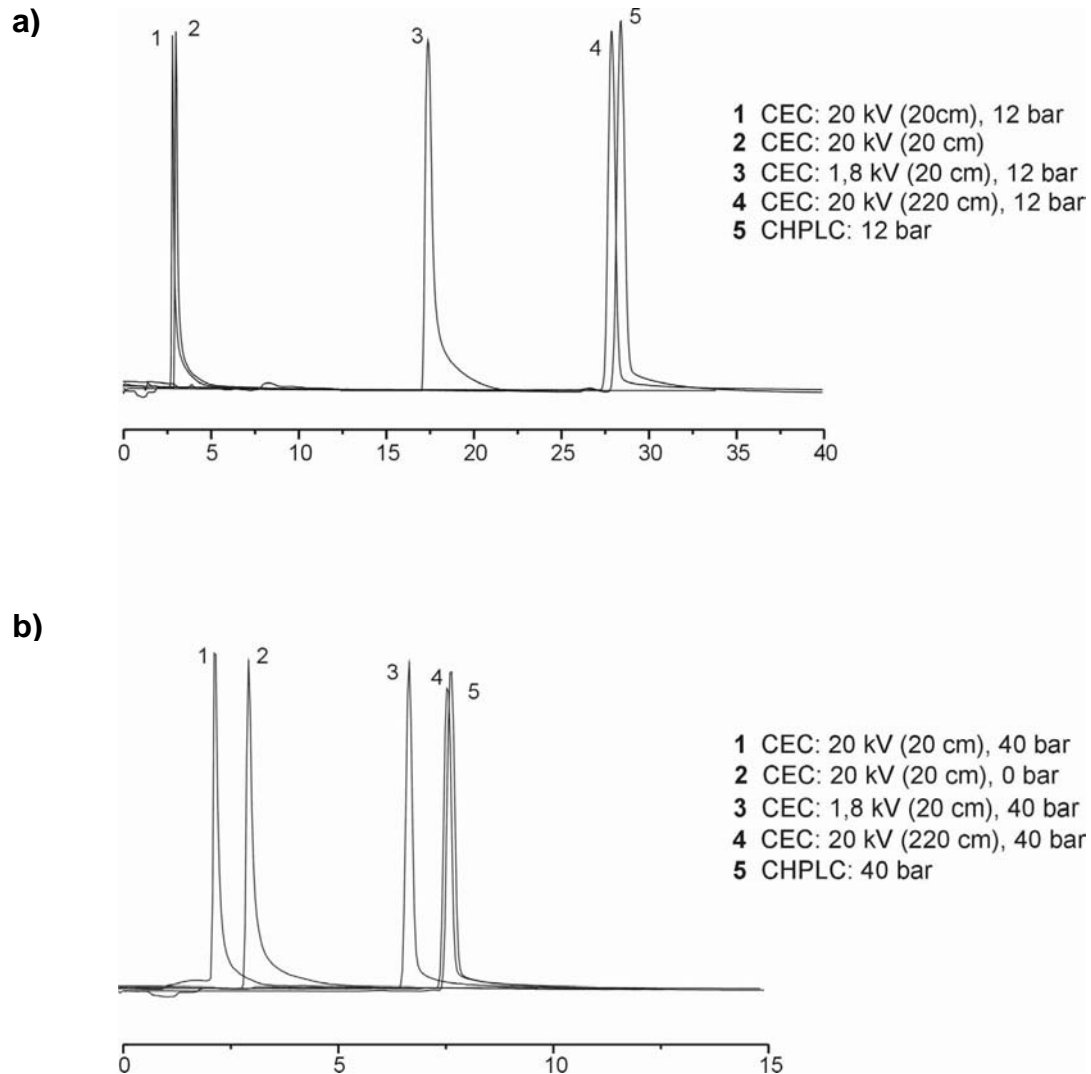 a)
1 2 3 4 5
1 CEC: 20 kV (20cm), 12 bar
2 CEC: 20 kV (20 cm)
3 CEC: 1,8 kV (20 cm), 12 bar
4 CEC: 20 kV (220 cm), 12 bar
5 CHPLC: 12 bar
0 5 10 15 20 25 30 35 40
b)
1 2 3 4 5
1 CEC: 20 kV (20 cm), 40 bar
2 CEC: 20 kV (20 cm), 0 bar
3 CEC: 1,8 kV (20 cm), 40 bar
4 CEC: 20 kV (220 cm), 40 bar
5 CHPLC: 40 bar
0 5 10 15